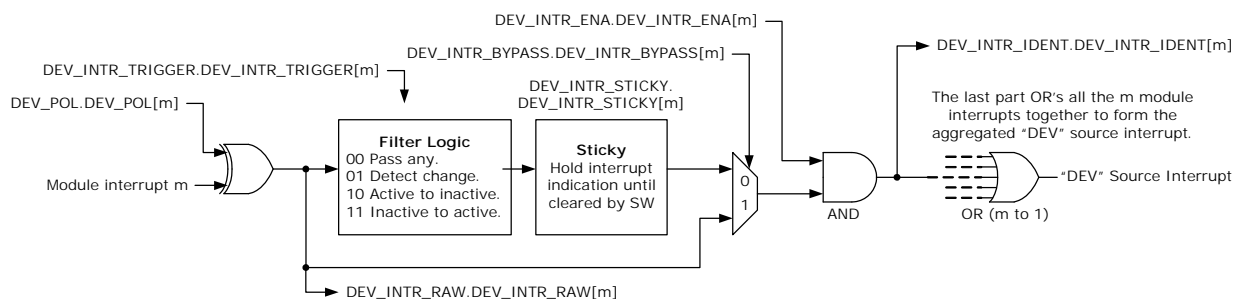 DEV_INTR_ENA.DEV_INTR_ENA[m]
DEV_INTR_IDENT.DEV_INTR_IDENT[m]
DEV_INTR_BYPASS.DEV_INTR_BYPASS[m]
DEV_INTR_TRIGGER.DEV_INTR_TRIGGER[m]
DEV_INTR_STICKY.
DEV_INTR_STICKY[m]
DEV_POL.DEV_POL[m]
The last part OR's all the m module
interrupts together to form the
aggregated "DEV" source interrupt.
Filter Logic
00 Pass any.
01 Detect change.
10 Active to inactive.
11 Inactive to active.
Sticky
Hold interrupt
indication until
cleared by SW
Module interrupt m
0
1
AND
"DEV" Source Interrupt
OR (m to 1)
DEV_INTR_RAW.DEV_INTR_RAW[m]